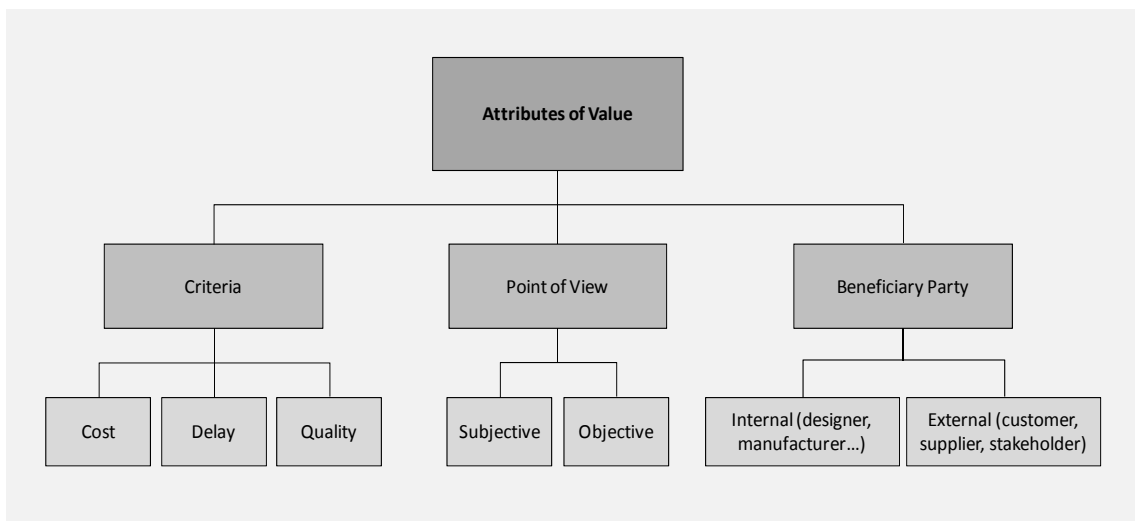 Attributes of Value
Criteria
Point of View
Beneficiary Party
Cost
Delay
Quality
Subjective
Objective
Internal (designer,
manufacturer…)
External (customer,
supplier, stakeholder)